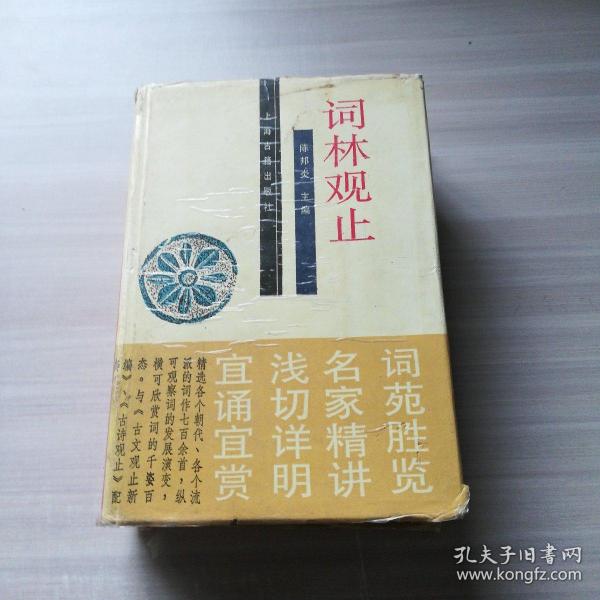 词林观止
陈邦炎 主编
上海古籍出版社
词苑胜览
名家精讲
浅切详明
宜诵宜赏
精选各个朝代、各个流
派的词作七百余首，纵
可观察词的发展演变，
横可欣赏词的千姿百
态。与《古文观止新
编》、《古诗观止》配
孔夫子旧书网
www.kongfz.com